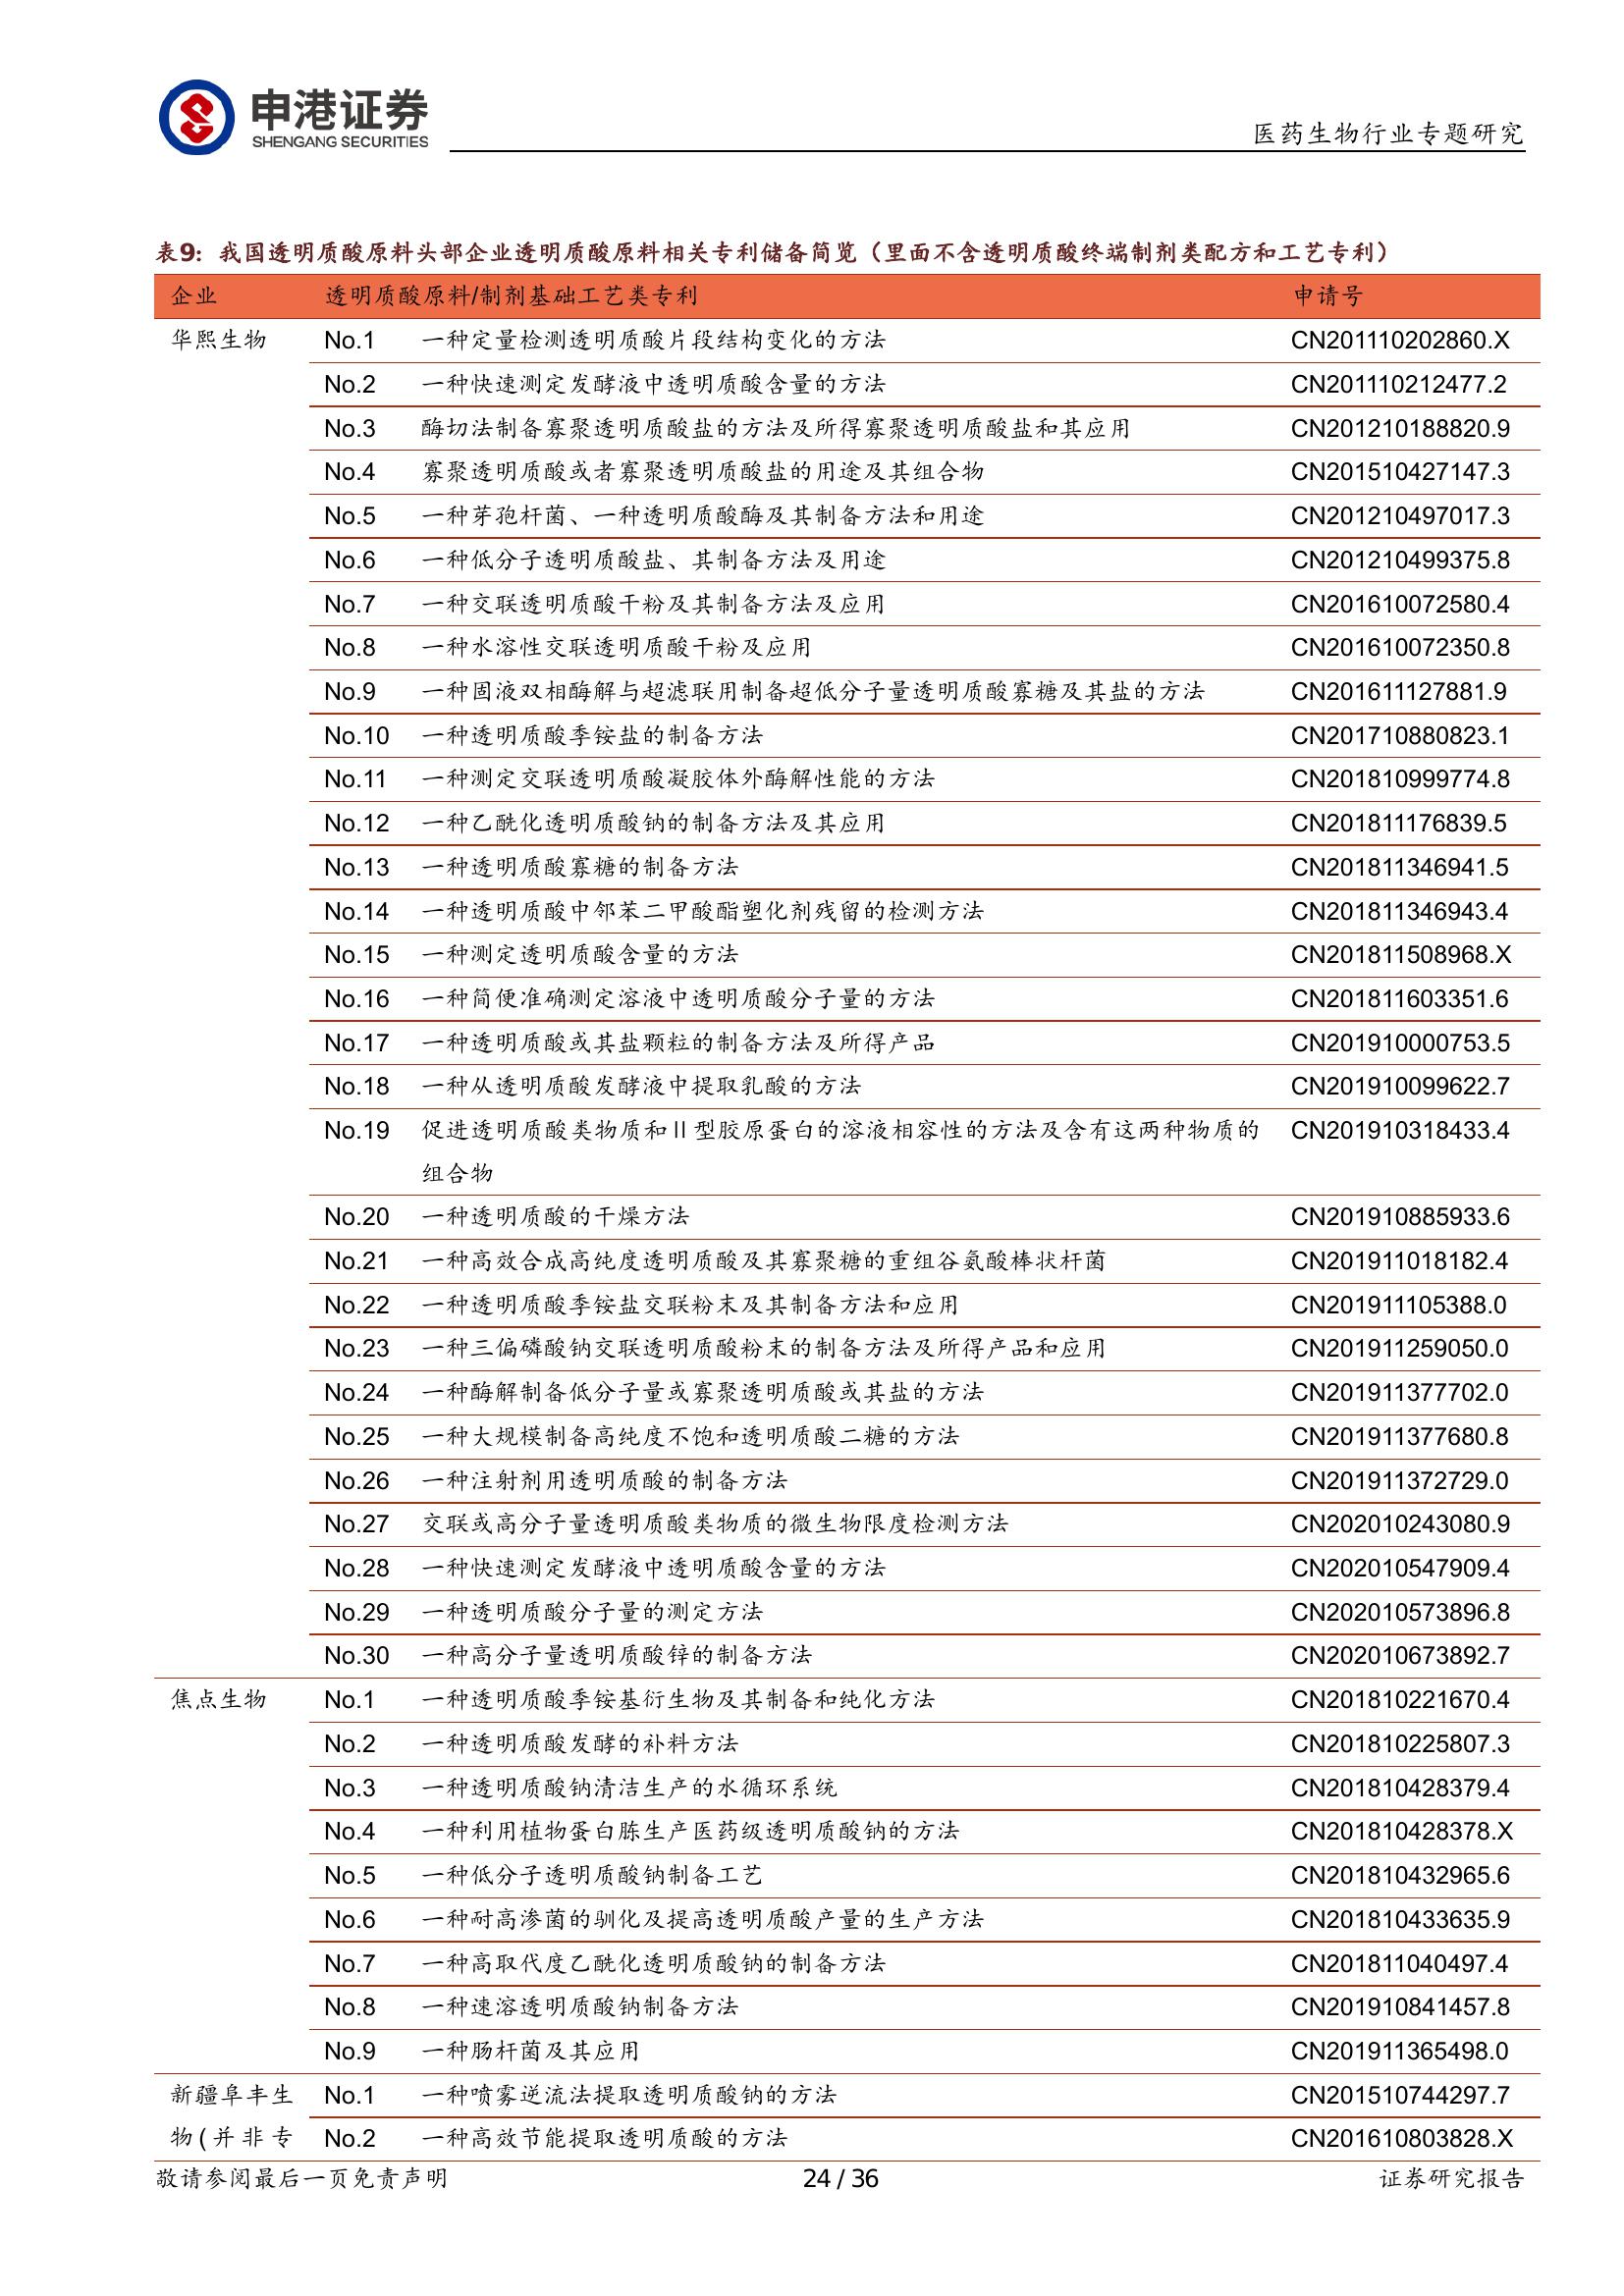 申港证券
SHENGANG SECURITIES
医药生物行业专题研究
表9: 我国透明质酸原料头部企业透明质酸原料相关专利储备简览（里面不含透明质酸终端制剂类配方和工艺专利）
企业 透明质酸原料/制剂基础工艺类专利 申请号
华熙生物 No.1 一种定量检测透明质酸片段结构变化的方法 CN201110202860.X
No.2 一种快速测定发酵液中透明质酸含量的方法 CN201110212477.2
No.3 酶切法制备寡聚透明质酸盐的方法及所得寡聚透明质酸盐和其应用 CN201210188820.9
No.4 寡聚透明质酸或者寡聚透明质酸盐的用途及其组合物 CN201510427147.3
No.5 一种芽孢杆菌、一种透明质酸酶及其制备方法和用途 CN201210497017.3
No.6 一种低分子透明质酸盐、其制备方法及用途 CN201210499375.8
No.7 一种交联透明质酸干粉及其制备方法及应用 CN201610072580.4
No.8 一种水溶性交联透明质酸干粉及应用 CN201610072350.8
No.9 一种固液双相酶解与超滤联用制备超低分子量透明质酸寡糖及其盐的方法 CN201611127881.9
No.10 一种透明质酸季铵盐的制备方法 CN201710880823.1
No.11 一种测定交联透明质酸凝胶体外酶解性能的方法 CN201810999774.8
No.12 一种乙酰化透明质酸钠的制备方法及其应用 CN201811176839.5
No.13 一种透明质酸寡糖的制备方法 CN201811346941.5
No.14 一种透明质酸中邻苯二甲酸酯塑化剂残留的检测方法 CN201811346943.4
No.15 一种测定透明质酸含量的方法 CN201811508968.X
No.16 一种简便准确测定溶液中透明质酸分子量的方法 CN201811603351.6
No.17 一种透明质酸或其盐颗粒的制备方法及所得产品 CN201910000753.5
No.18 一种从透明质酸发酵液中提取乳酸的方法 CN201910099622.7
No.19 促进透明质酸类物质和Ⅱ型胶原蛋白的溶液相容性的方法及含有这两种物质的 CN201910318433.4
组合物
No.20 一种透明质酸的干燥方法 CN201910885933.6
No.21 一种高效合成高纯度透明质酸及其寡聚糖的重组谷氨酸棒状杆菌 CN201911018182.4
No.22 一种透明质酸季铵盐交联粉末及其制备方法和应用 CN201911105388.0
No.23 一种三偏磷酸钠交联透明质酸粉末的制备方法及所得产品和应用 CN201911259050.0
No.24 一种酶解制备低分子量或寡聚透明质酸或其盐的方法 CN201911377702.0
No.25 一种大规模制备高纯度不饱和透明质酸二糖的方法 CN201911377680.8
No.26 一种注射剂用透明质酸的制备方法 CN201911372729.0
No.27 交联或高分子量透明质酸类物质的微生物限度检测方法 CN202010243080.9
No.28 一种快速测定发酵液中透明质酸含量的方法 CN202010547909.4
No.29 一种透明质酸分子量的测定方法 CN202010573896.8
No.30 一种高分子量透明质酸锌的制备方法 CN202010673892.7
焦点生物 No.1 一种透明质酸季铵基衍生物及其制备和纯化方法 CN201810221670.4
No.2 一种透明质酸发酵的补料方法 CN201810225807.3
No.3 一种透明质酸钠清洁生产的水循环系统 CN201810428379.4
No.4 一种利用植物蛋白胨生产医药级透明质酸钠的方法 CN201810428378.X
No.5 一种低分子透明质酸钠制备工艺 CN201810432965.6
No.6 一种耐高渗菌的驯化及提高透明质酸产量的生产方法 CN201810433635.9
No.7 一种高取代度乙酰化透明质酸钠的制备方法 CN201811040497.4
No.8 一种速溶透明质酸钠制备方法 CN201910841457.8
No.9 一种肠杆菌及其应用 CN201911365498.0
新疆阜丰生 No.1 一种喷雾逆流法提取透明质酸钠的方法 CN201510744297.7
物(并非专 No.2 一种高效节能提取透明质酸的方法 CN201610803828.X
敬请参阅最后一页免责声明 24 / 36 证券研究报告